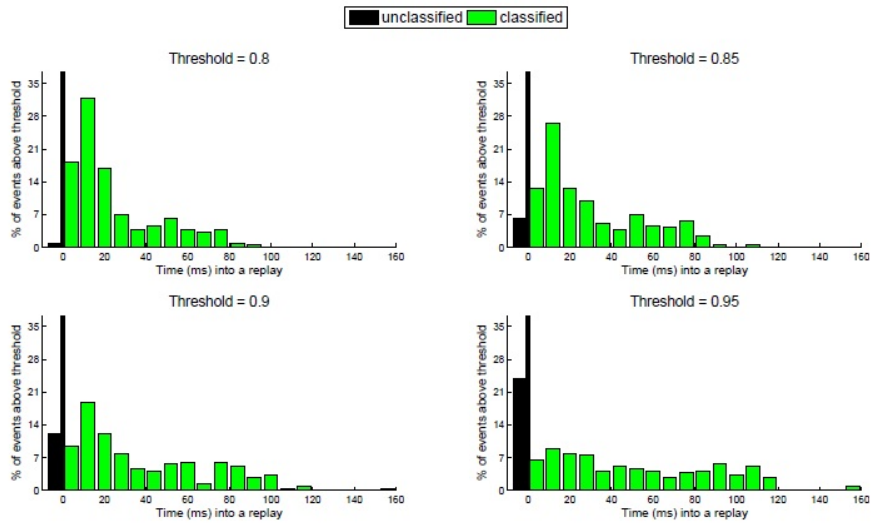 unclassified classified
Threshold = 0.8
% of events above threshold
35
28
21
14
7
0
0 20 40 60 80 100 120 160
Time (ms) into a replay
Threshold = 0.85
% of events above threshold
35
28
21
14
7
0
0 20 40 60 80 100 120 160
Time (ms) into a replay
Threshold = 0.9
% of events above threshold
35
28
21
14
7
0
0 20 40 60 80 100 120 160
Time (ms) into a replay
Threshold = 0.95
% of events above threshold
35
28
21
14
7
0
0 20 40 60 80 100 120 160
Time (ms) into a replay